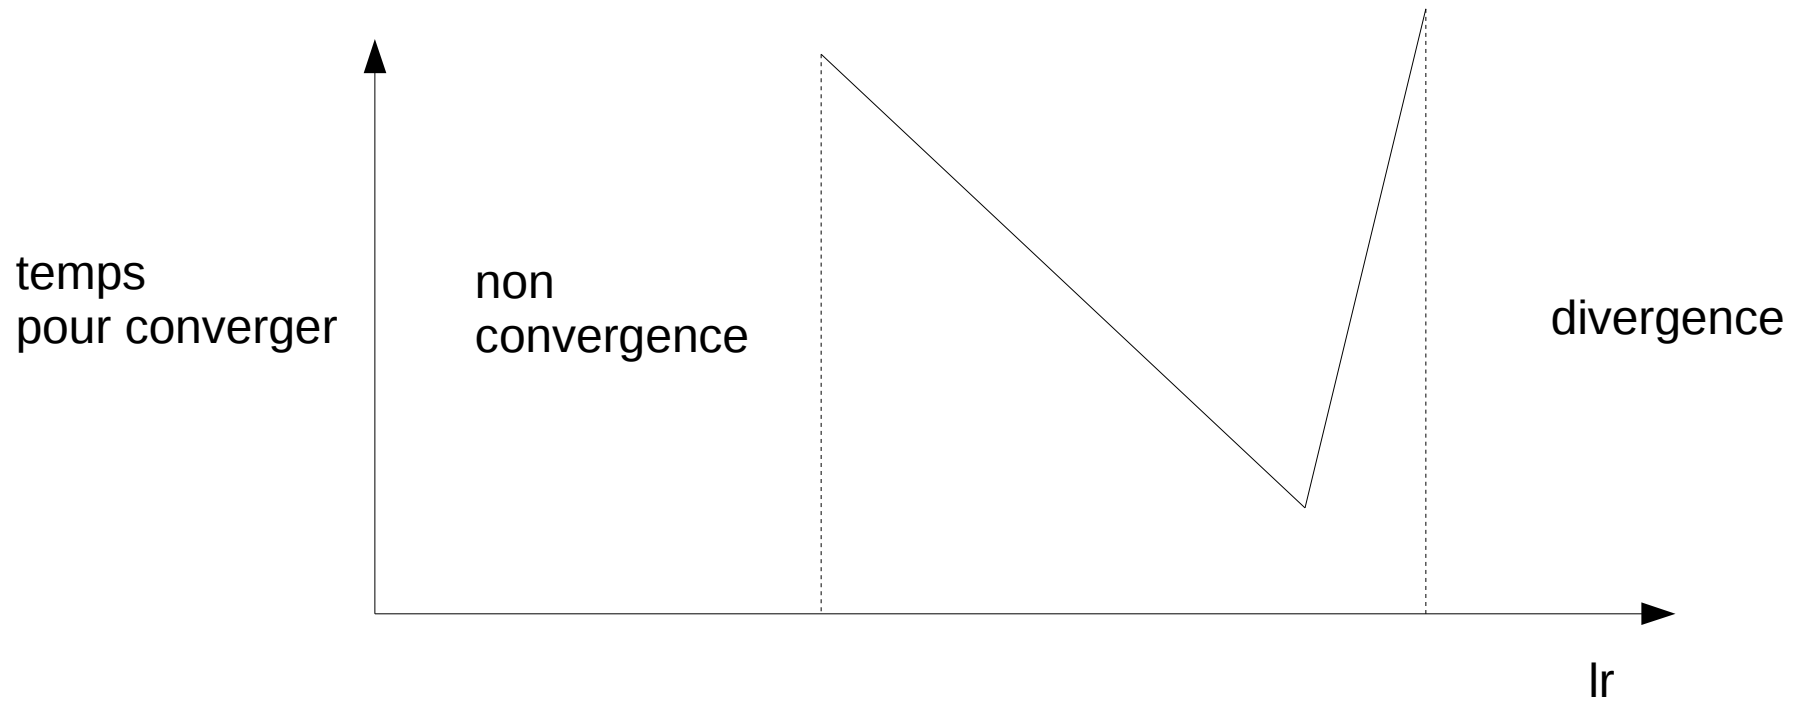 temps
pour converger
non
convergence
divergence
lr